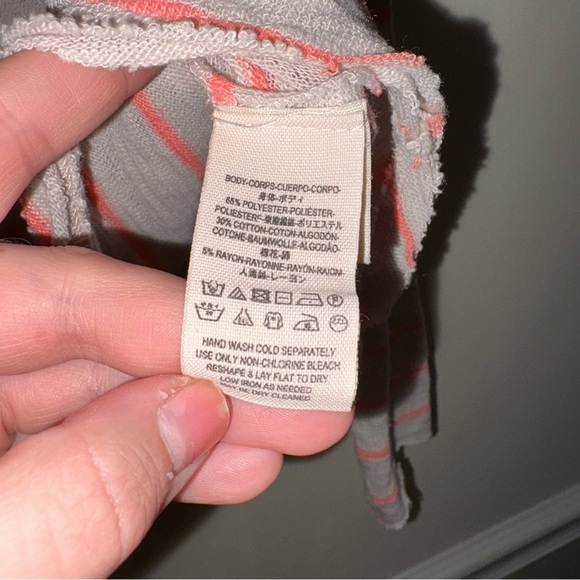 BODY-CORPS-CUERPO-CORPO-
身体-ボディ
65% POLYESTER-POLIÉSTER-
POLIESTER-聚酯纖維-ポリエステル
30% COTTON-COTON-ALGODÓN-
COTONE-BAUMWOLLE-ALGODÃO-
棉花-綿
5% RAYON-RAYONNE-RAYÓN-RAION-
人造絲-レーヨン
HAND WASH COLD SEPARATELY
USE ONLY NON-CHLORINE BLEACH
RESHAPE & LAY FLAT TO DRY
LOW IRON AS NEEDED
MAY BE DRY CLEANED